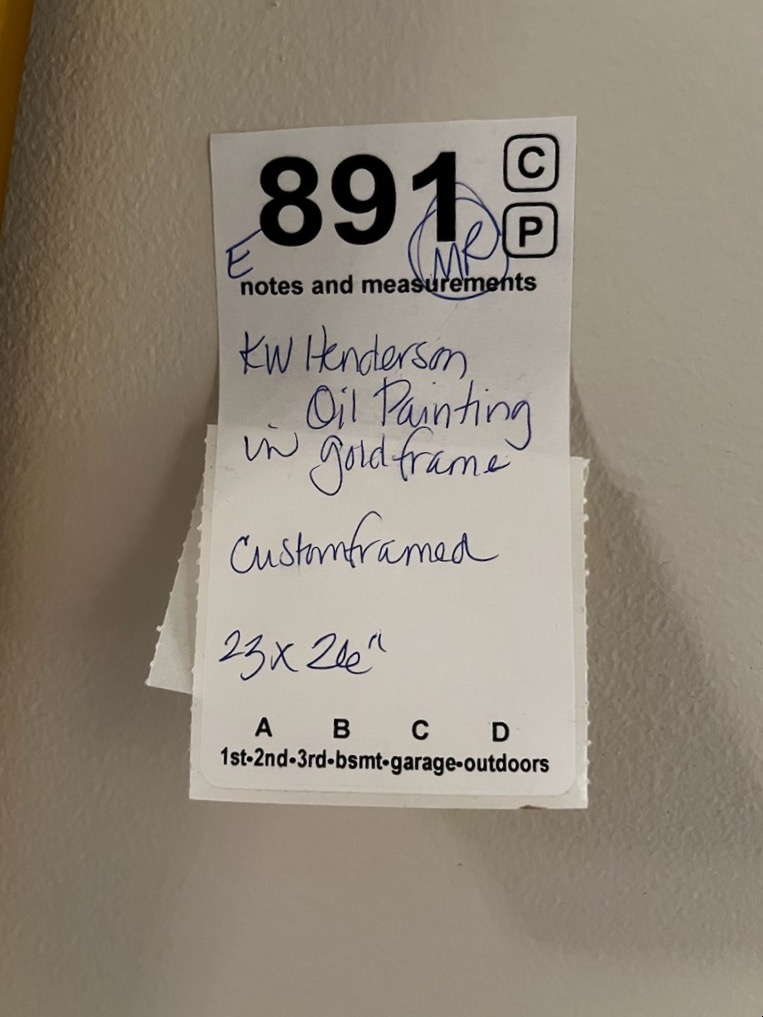 891 C
P
E MR
notes and measurements
KW Henderson
Oil Painting
in gold frame
Customframed
23 x 26"
A B C D
1st•2nd•3rd•bsmt•garage•outdoors